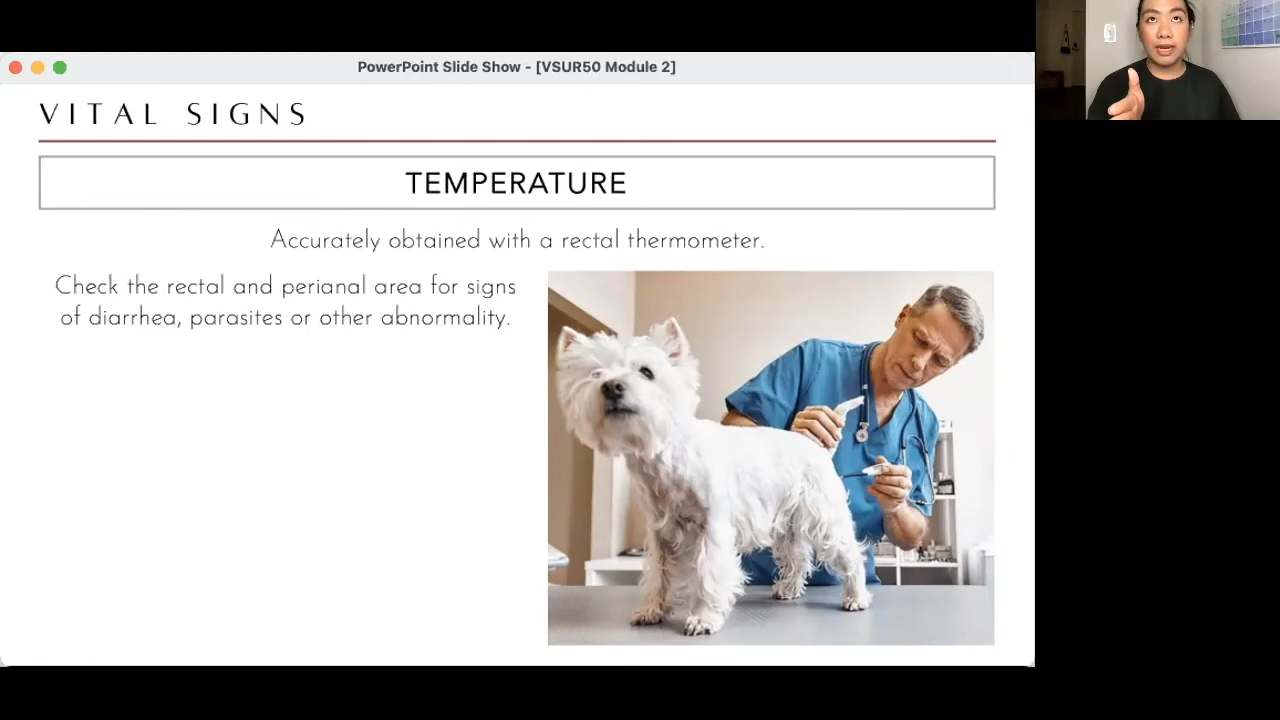 PowerPoint Slide Show - [VSUR50 Module 2]
VITAL SIGNS
TEMPERATURE
Accurately obtained with a rectal thermometer.
Check the rectal and perianal area for signs
of diarrhea, parasites or other abnormality.